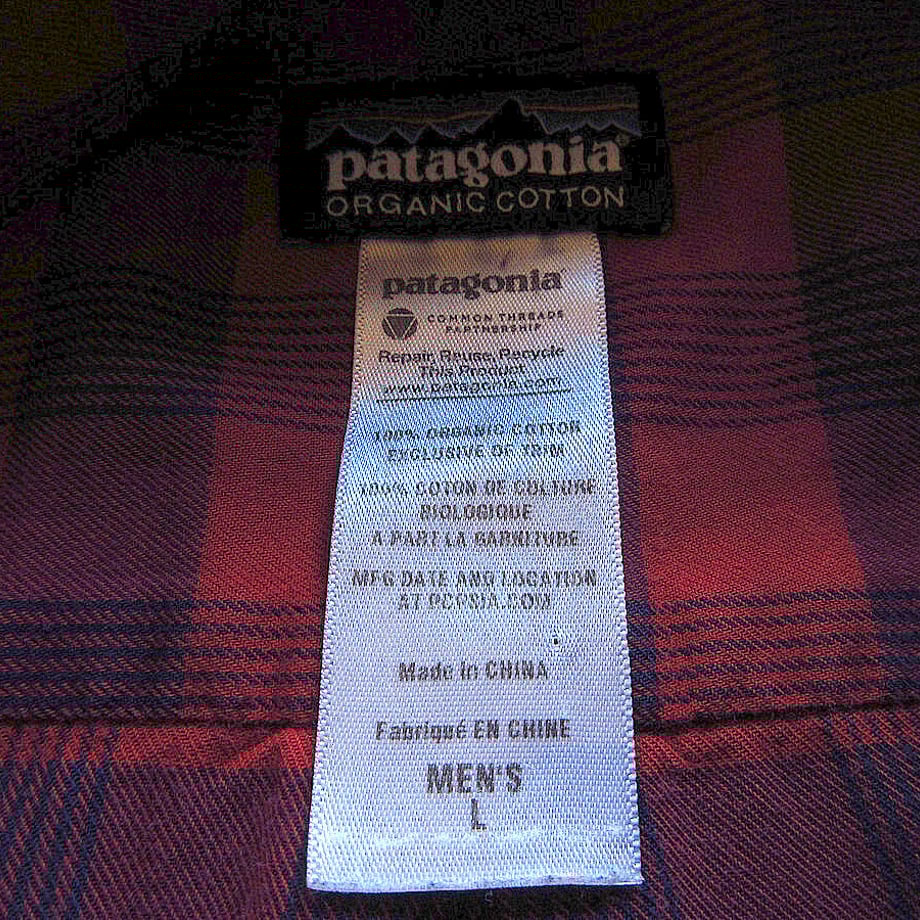 patagonia®
ORGANIC COTTON
patagonia
COMMON THREADS
PARTNERSHIP
Repair, Reuse, Recycle
This Product
www.patagonia.com
100% ORGANIC COTTON
EXCLUSIVE OF TRIM
100% COTON DE CULTURE
BIOLOGIQUE
A PART LA GARNITURE
MFG DATE AND LOCATION
AT PCPSIA.COM
Made in CHINA
Fabriqué EN CHINE
MEN'S
L